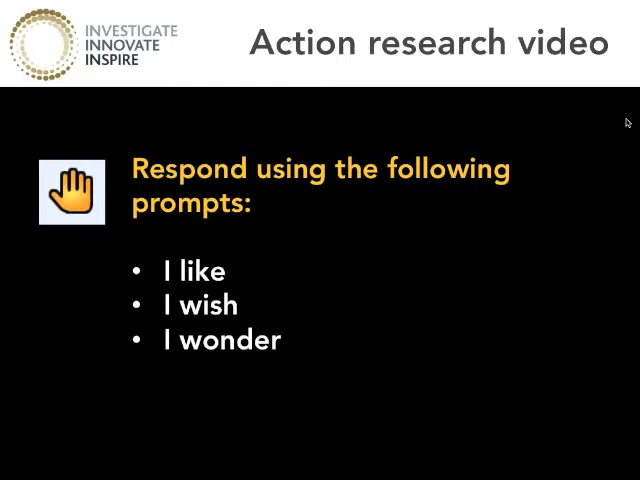 INVESTIGATE
INNOVATE
INSPIRE
Action research video
Respond using the following
prompts:
• I like
• I wish
• I wonder